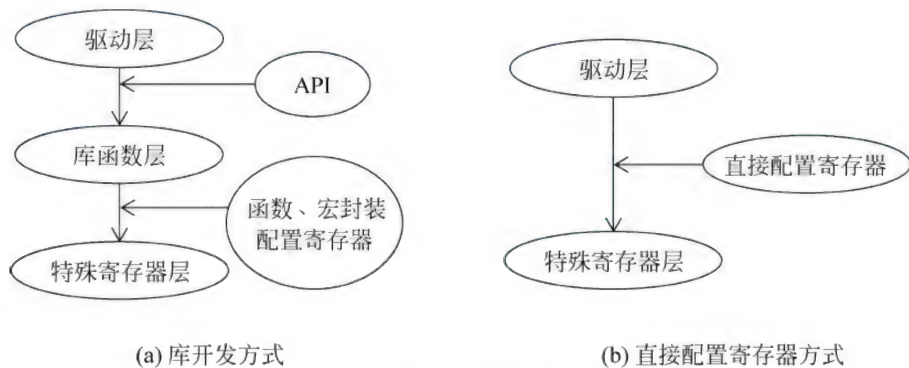 驱动层
API
库函数层
函数、宏封装
配置寄存器
特殊寄存器层
(a) 库开发方式
驱动层
直接配置寄存器
特殊寄存器层
(b) 直接配置寄存器方式